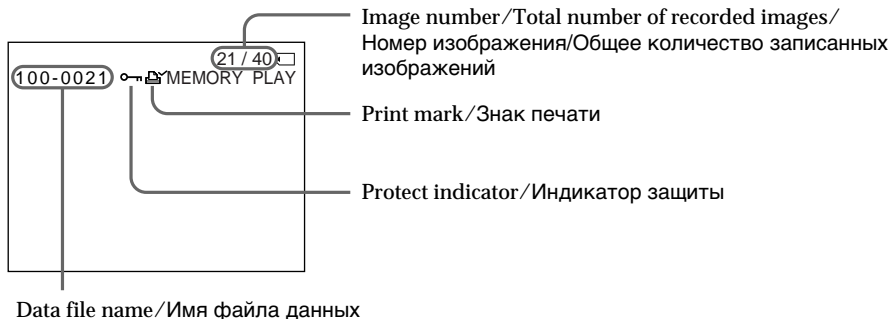 Image number/Total number of recorded images/
Номер изображения/Общее количество записанных
изображений
21 / 40
100-0021 MEMORY PLAY
Print mark/Знак печати
Protect indicator/Индикатор защиты
Data file name/Имя файла данных